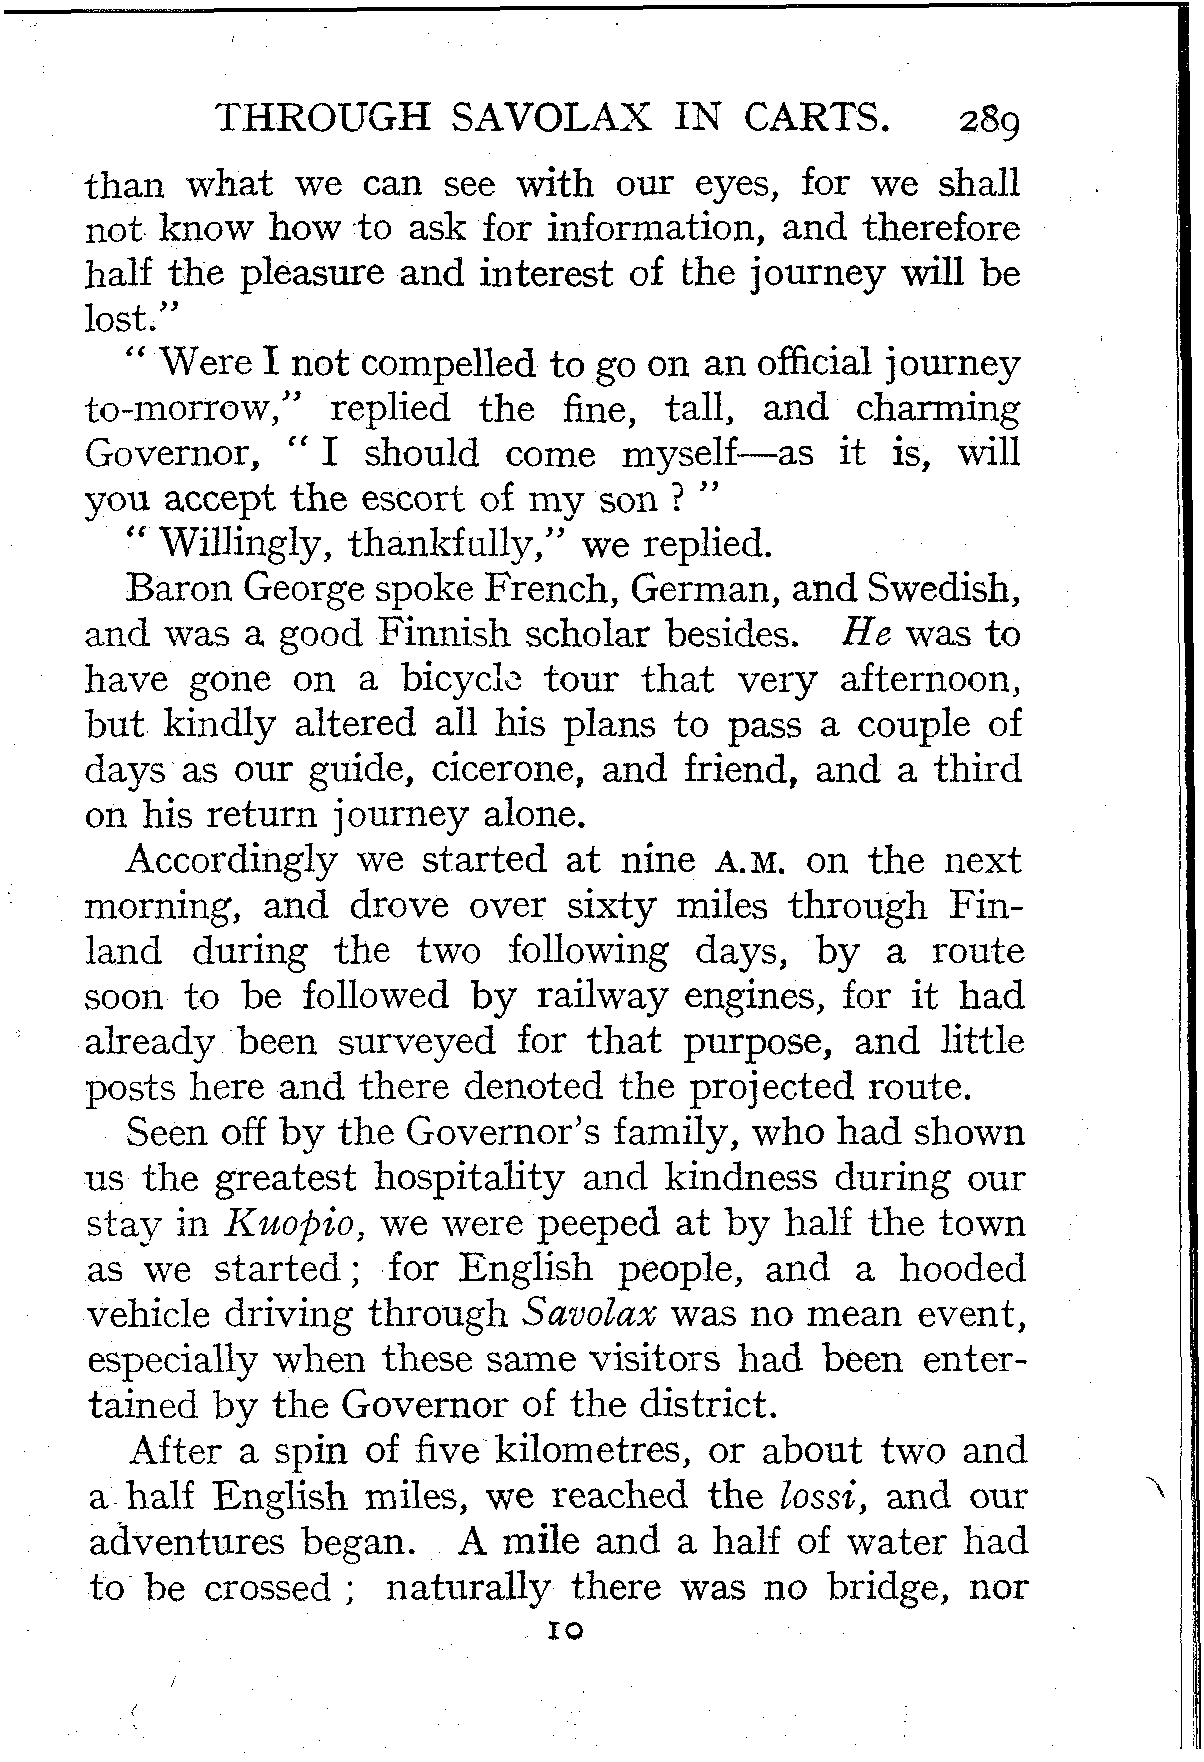 THROUGH SAVOLAX IN CARTS. 289
than what we can see with our eyes, for we shall
not know how to ask for information, and therefore
half the pleasure and interest of the journey will be
lost."
" Were I not compelled to go on an official journey
to-morrow," replied the fine, tall, and charming
Governor, " I should come myself—as it is, will
you accept the escort of my son ? "
" Willingly, thankfully," we replied.
Baron George spoke French, German, and Swedish,
and was a good Finnish scholar besides. He was to
have gone on a bicycle tour that very afternoon,
but kindly altered all his plans to pass a couple of
days as our guide, cicerone, and friend, and a third
on his return journey alone.
Accordingly we started at nine A.M. on the next
morning, and drove over sixty miles through Fin-
land during the two following days, by a route
soon to be followed by railway engines, for it had
already been surveyed for that purpose, and little
posts here and there denoted the projected route.
Seen off by the Governor's family, who had shown
us the greatest hospitality and kindness during our
stay in Kuopio, we were peeped at by half the town
as we started ; for English people, and a hooded
vehicle driving through Savolax was no mean event,
especially when these same visitors had been enter-
tained by the Governor of the district.
After a spin of five kilometres, or about two and
a half English miles, we reached the lossi, and our
adventures began. A mile and a half of water had
to be crossed ; naturally there was no bridge, nor
10